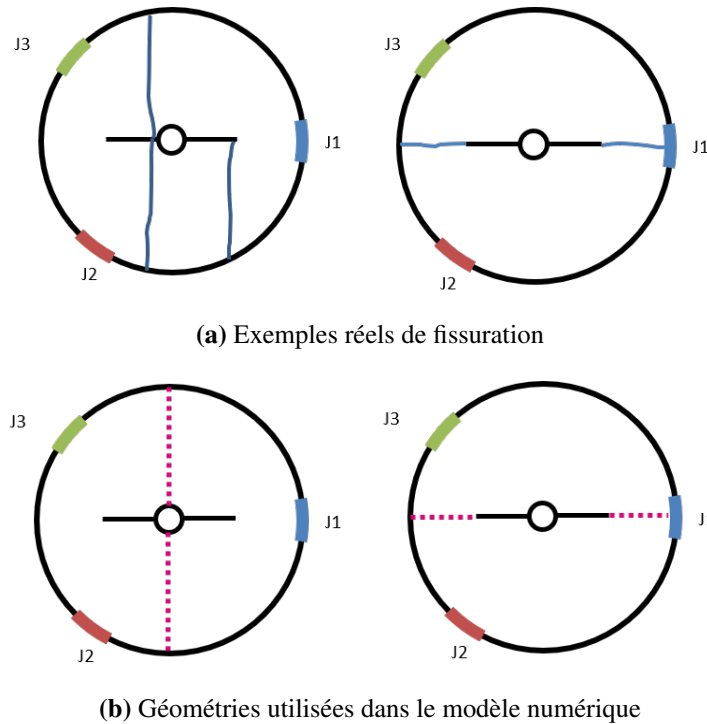 J3
J1
J2
J3
J1
J2
(a) Exemples réels de fissuration
J3
J1
J2
J3
J
J2
(b) Géométries utilisées dans le modèle numérique